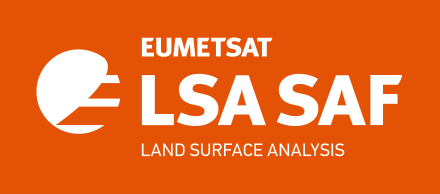 EUMETSAT
LSA SAF
LAND SURFACE ANALYSIS